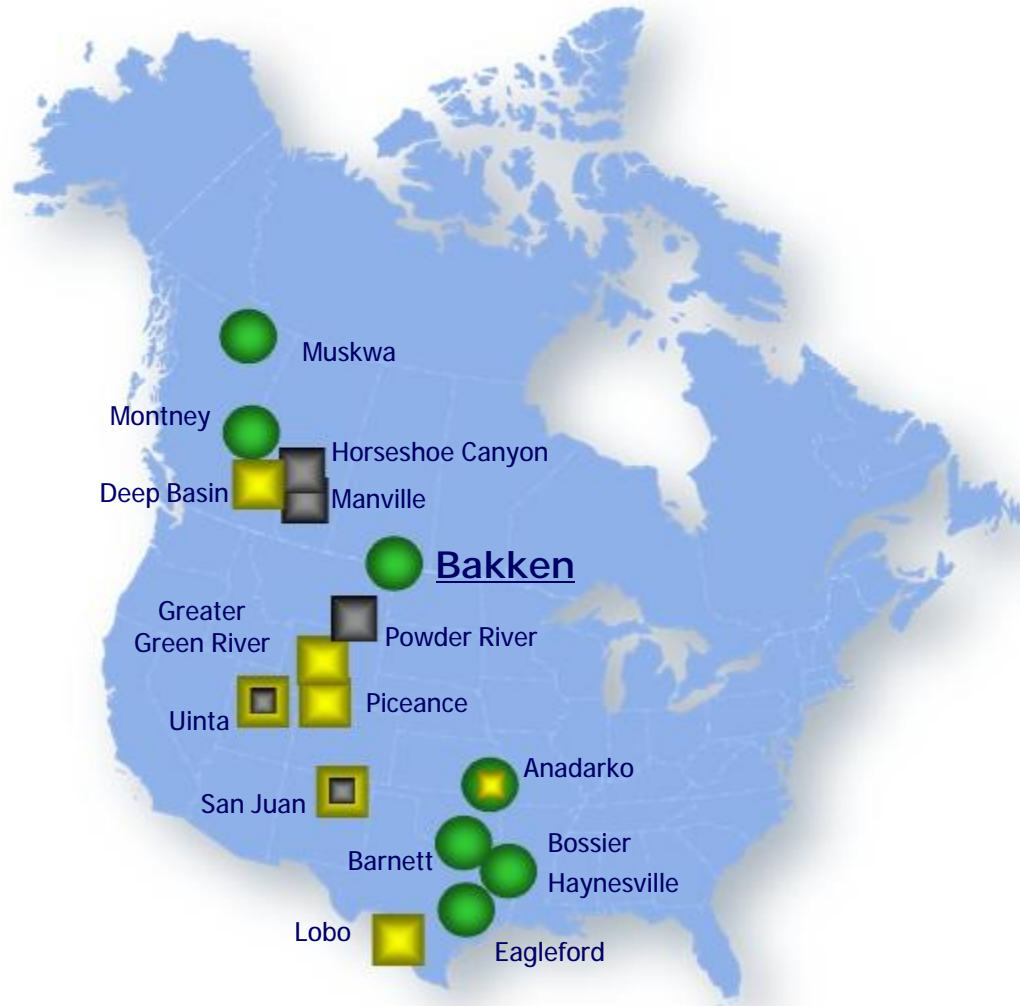 Muskwa
Montney
Horseshoe Canyon
Deep Basin
Manville
Bakken
Greater
Green River
Powder River
Piceance
Uinta
Anadarko
San Juan
Bossier
Barnett
Haynesville
Lobo
Eagleford